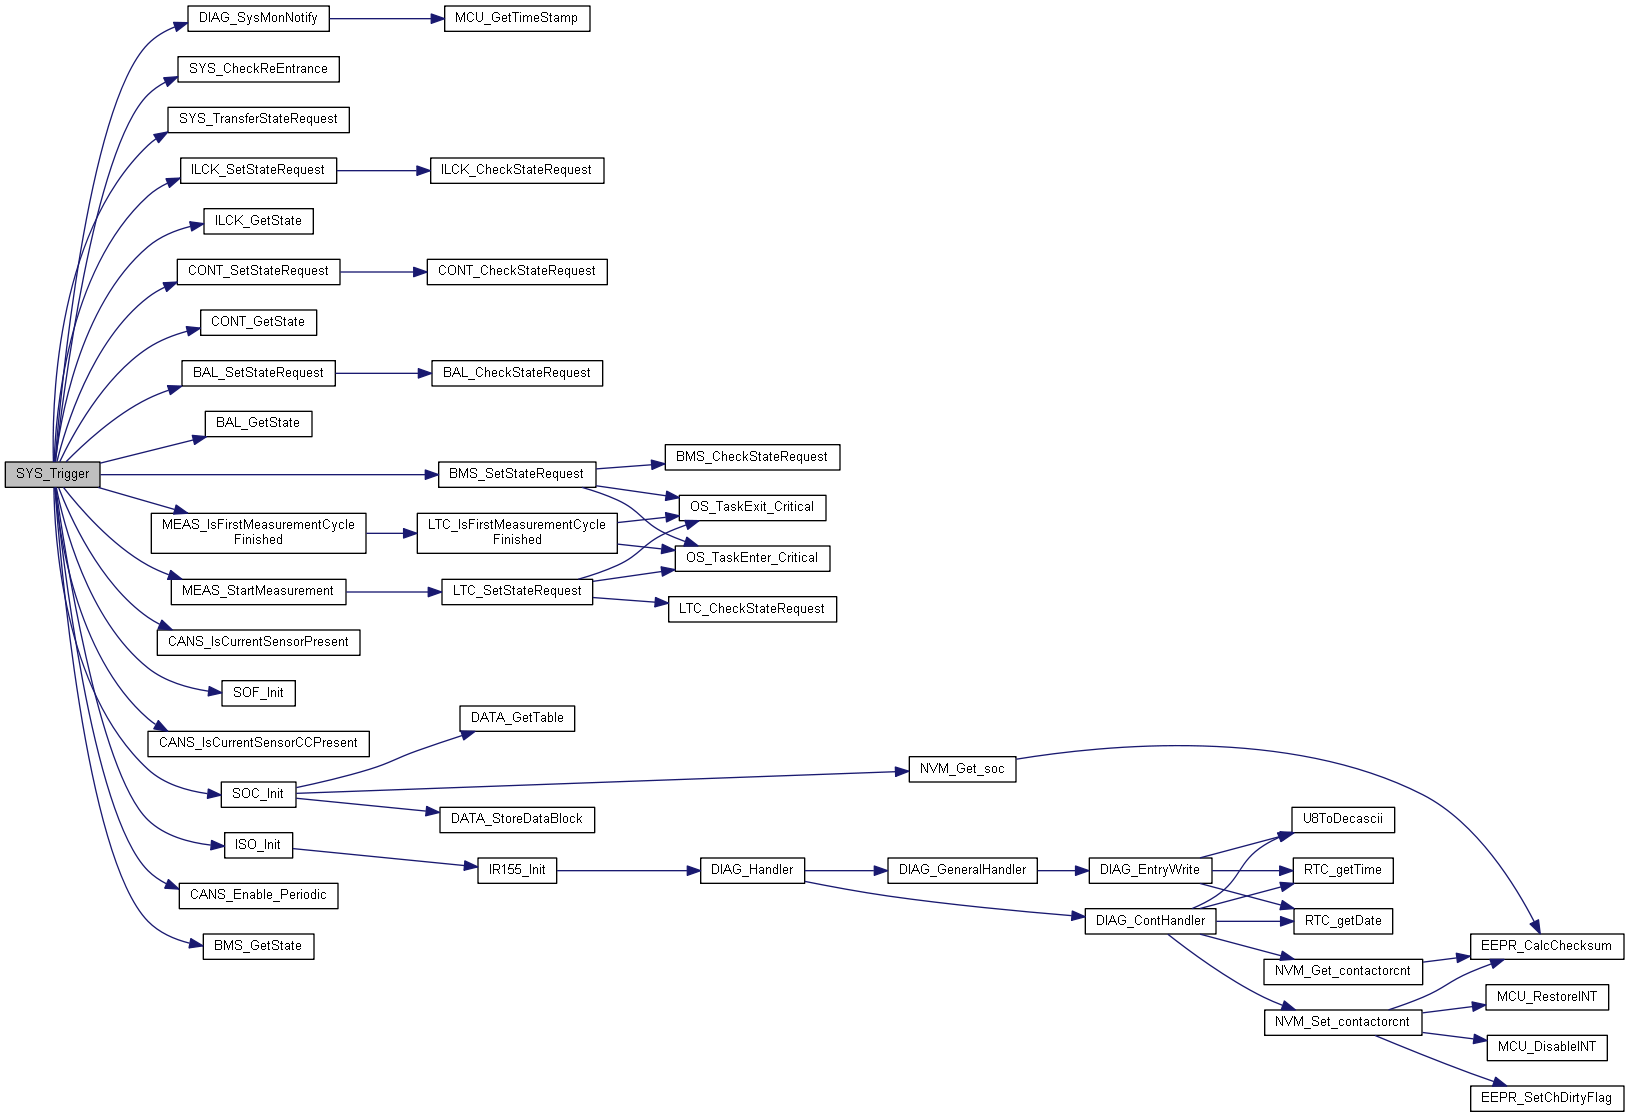 DIAG_SysMonNotify
MCU_GetTimeStamp
SYS_CheckReEntrance
SYS_TransferStateRequest
ILCK_SetStateRequest
ILCK_CheckStateRequest
ILCK_GetState
CONT_SetStateRequest
CONT_CheckStateRequest
CONT_GetState
BAL_SetStateRequest
BAL_CheckStateRequest
BAL_GetState
SYS_Trigger
BMS_SetStateRequest
BMS_CheckStateRequest
OS_TaskExit_Critical
MEAS_IsFirstMeasurementCycle
Finished
LTC_IsFirstMeasurementCycle
Finished
OS_TaskEnter_Critical
MEAS_StartMeasurement
LTC_SetStateRequest
LTC_CheckStateRequest
CANS_IsCurrentSensorPresent
SOF_Init
DATA_GetTable
CANS_IsCurrentSensorCCPresent
NVM_Get_soc
SOC_Init
DATA_StoreDataBlock
U8ToDecascii
ISO_Init
IR155_Init
DIAG_Handler
DIAG_GeneralHandler
DIAG_EntryWrite
RTC_getTime
CANS_Enable_Periodic
DIAG_ContHandler
RTC_getDate
BMS_GetState
EEPR_CalcChecksum
NVM_Get_contactorcnt
MCU_RestoreINT
NVM_Set_contactorcnt
MCU_DisableINT
EEPR_SetChDirtyFlag